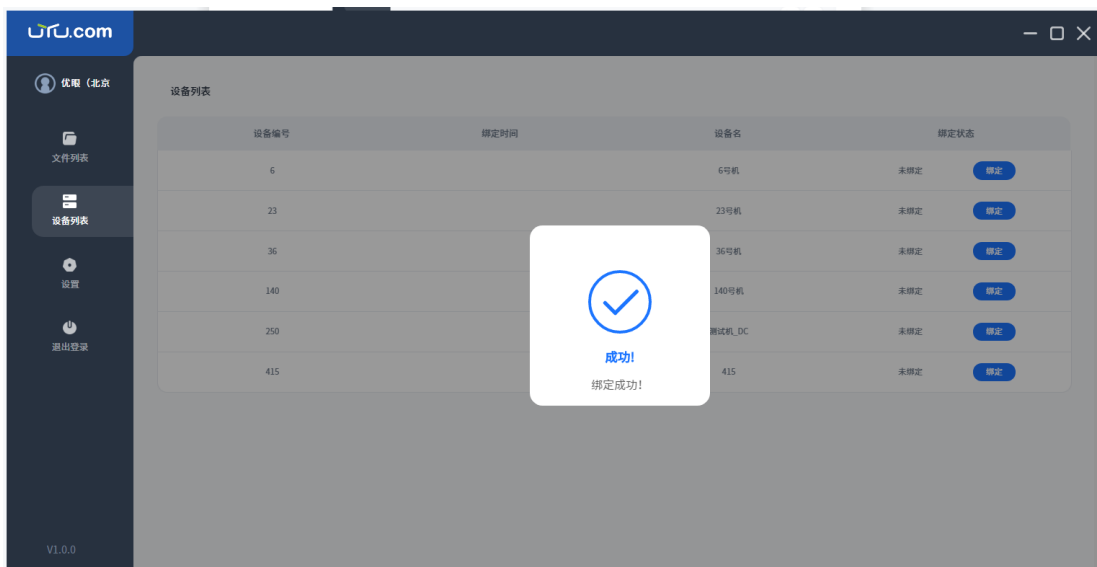 UTU.com
优眼（北京
文件列表
设备列表
设置
退出登录
V1.0.0
设备列表
设备编号 绑定时间 设备名 绑定状态
6 6号机 未绑定 绑定
23 23号机 未绑定 绑定
36 36号机 未绑定 绑定
140 140号机 未绑定 绑定
250 测试机_DC 未绑定 绑定
415 415 未绑定 绑定
成功!
绑定成功!